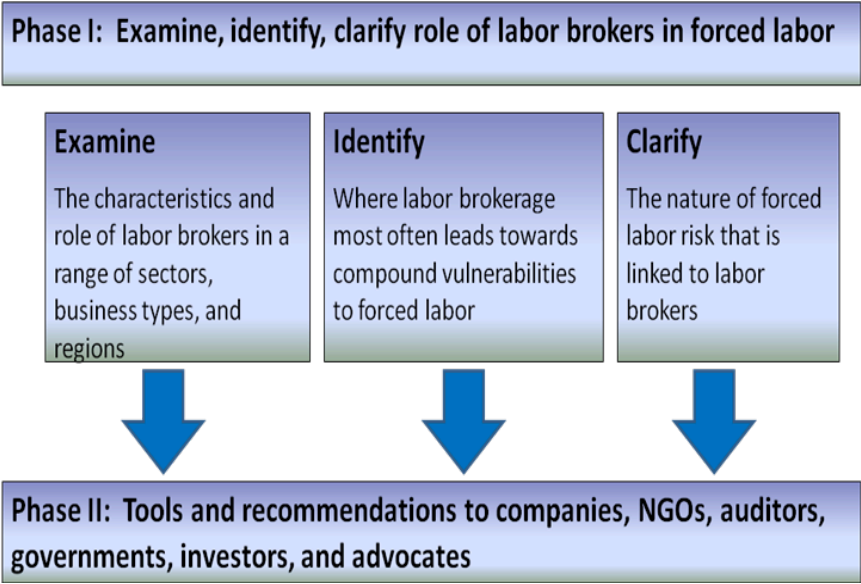 Phase I:  Examine, identify, clarify role of labor brokers in forced labor
Examine
The characteristics and
role of labor brokers in a
range of sectors,
business types, and
regions
Identify
Where labor brokerage
most often leads towards
compound vulnerabilities
to forced labor
Clarify
The nature of forced
labor risk that is
linked to labor
brokers
Phase II:  Tools and recommendations to companies, NGOs, auditors,
governments, investors, and advocates